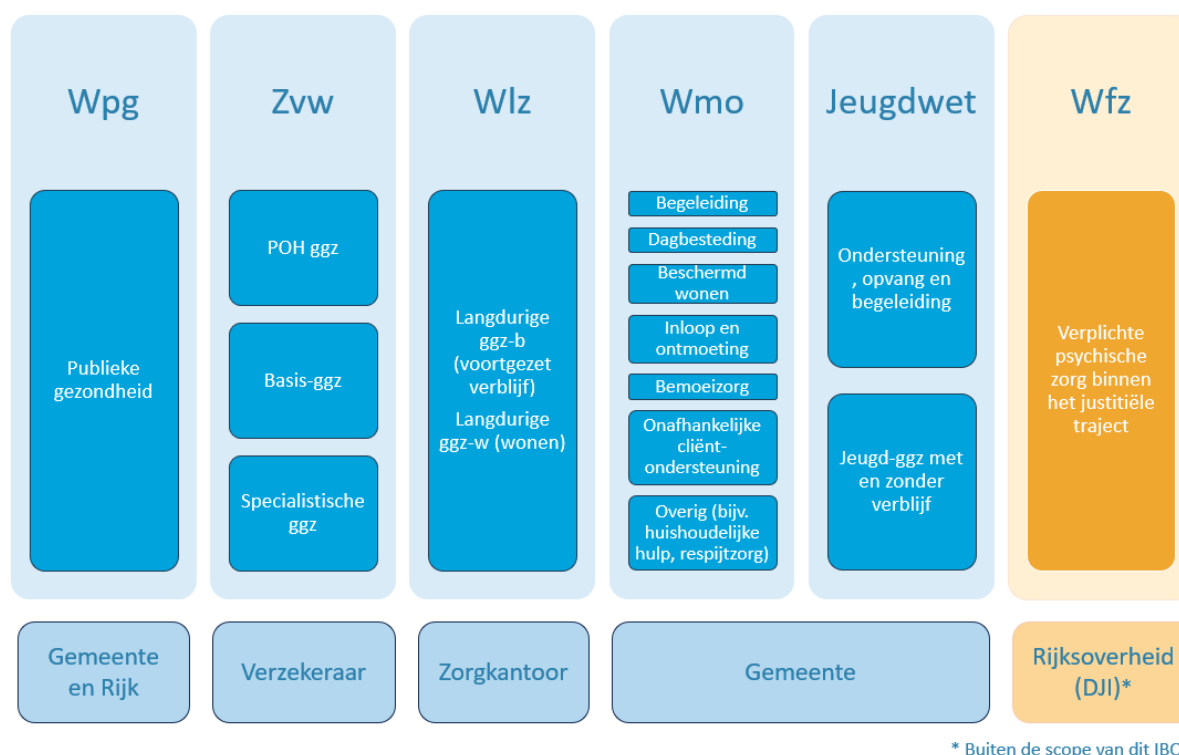 Wpg
Publieke
gezondheid
Gemeente
en Rijk
Zvw
POH ggz
Basis-ggz
Specialistische
ggz
Verzekeraar
Wlz
Langdurige
ggz-b
(voortgezet
verblijf)
Langdurige
ggz-w (wonen)
Zorgkantoor
Wmo
Begeleiding
Dagbesteding
Beschermd
wonen
Inloop en
ontmoeting
Bemoeizorg
Onafhankelijke
cliënt-
ondersteuning
Overig (bijv.
huishoudelijke
hulp, respijtzorg)
Jeugdwet
Ondersteuning
, opvang en
begeleiding
Jeugd-ggz met
en zonder
verblijf
Gemeente
Wfz
Verplichte
psychische
zorg binnen
het justitiële
traject
Rijksoverheid
(DJI)*
* Buiten de scope van dit IBO